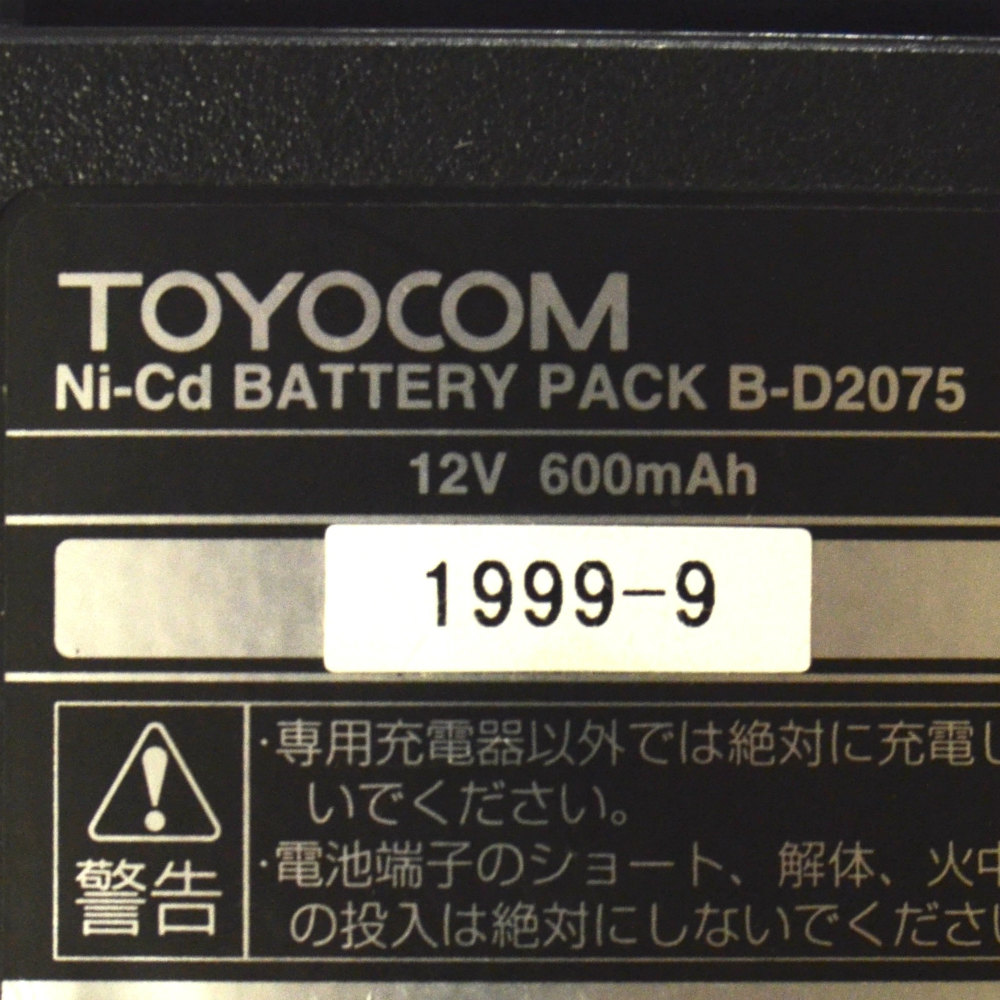 TOYOCOM
Ni-Cd BATTERY PACK B-D2075
12V 600mAh
1999-9
警告
・専用充電器以外では絶対に充電し
いでください。
・電池端子のショート、解体、火中
の投入は絶対にしないでください